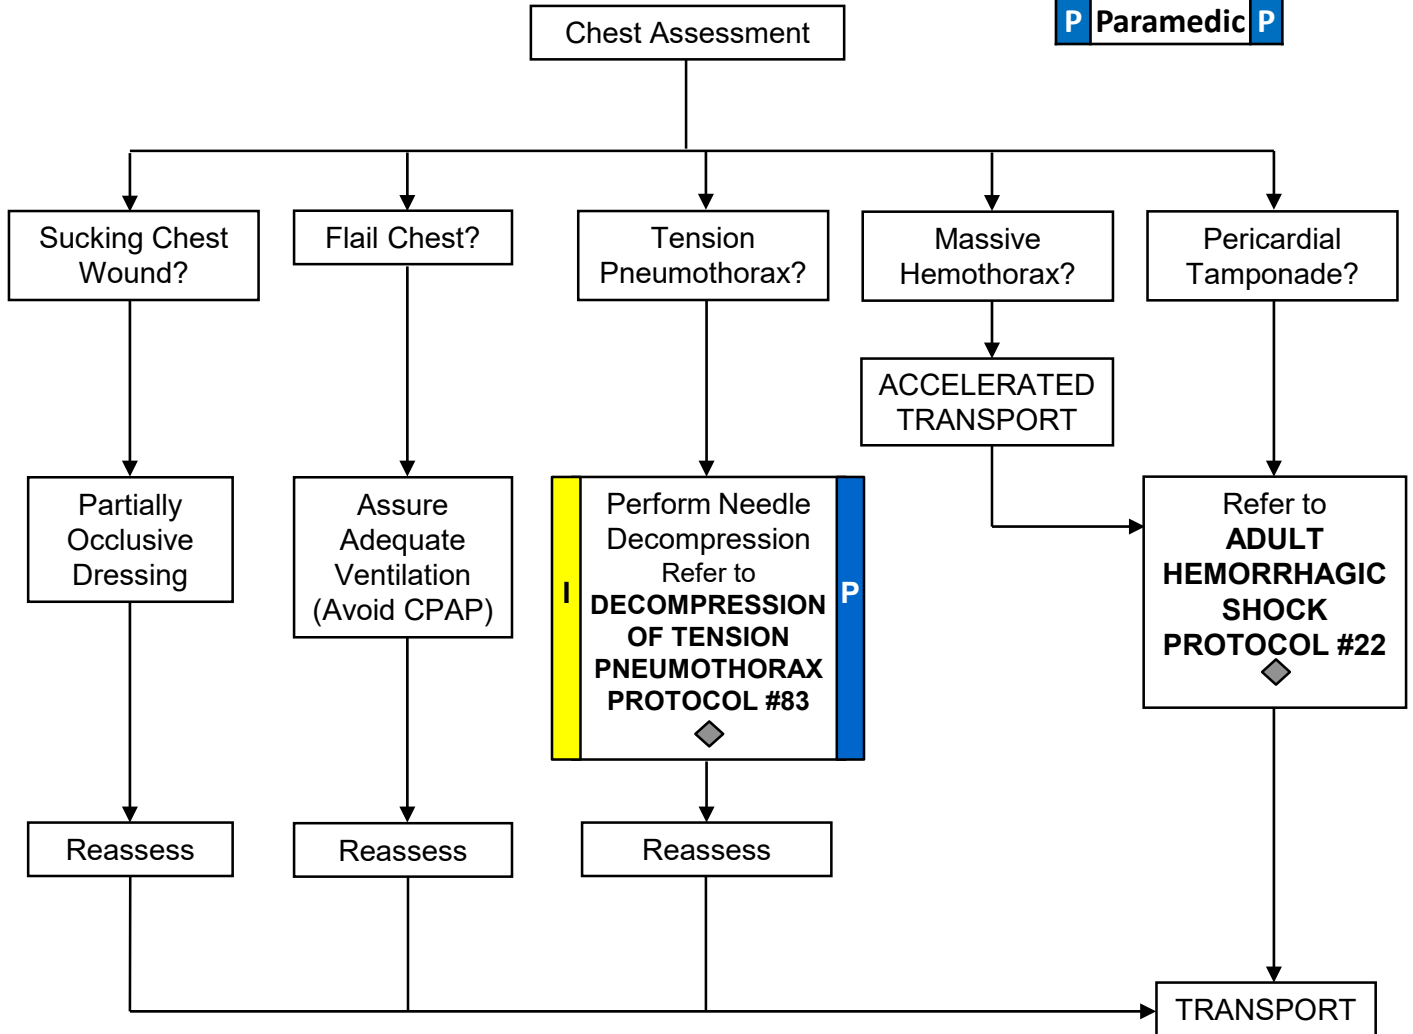 P Paramedic P
Chest Assessment
Sucking Chest
Wound?
Flail Chest?
Tension
Pneumothorax?
Massive
Hemothorax?
Pericardial
Tamponade?
ACCELERATED
TRANSPORT
Partially
Occlusive
Dressing
Assure
Adequate
Ventilation
(Avoid CPAP)
I
Perform Needle
Decompression
Refer to
DECOMPRESSION
OF TENSION
PNEUMOTHORAX
PROTOCOL #83
P
Refer to
ADULT
HEMORRHAGIC
SHOCK
PROTOCOL #22
Reassess
Reassess
Reassess
TRANSPORT